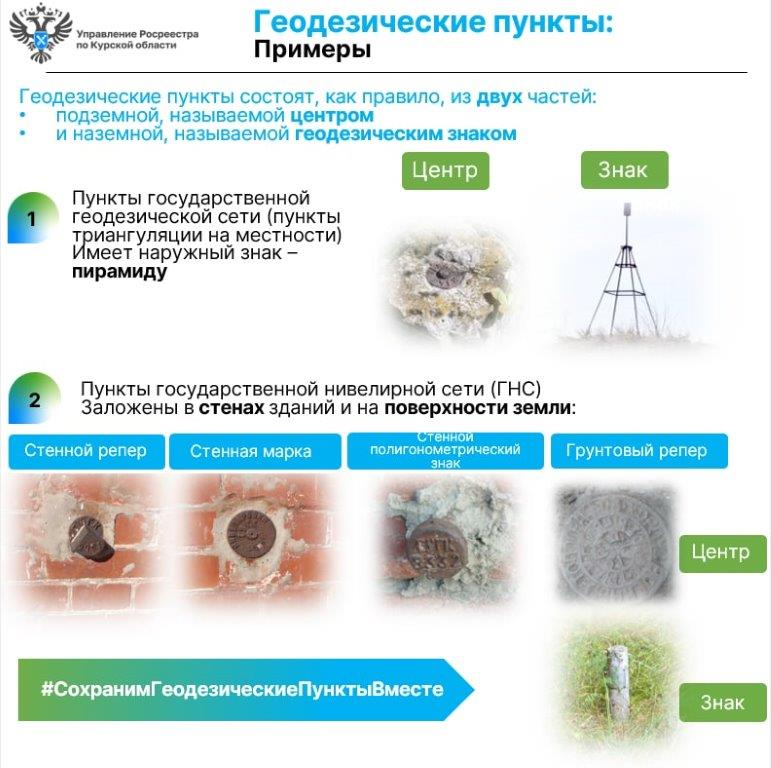 Управление Росреестра
по Курской области
Геодезические пункты:
Примеры
Геодезические пункты состоят, как правило, из двух частей:
• подземной, называемой центром
• и наземной, называемой геодезическим знаком
Центр
Знак
1
Пункты государственной
геодезической сети (пункты
триангуляции на местности)
Имеет наружный знак –
пирамиду
2
Пункты государственной нивелирной сети (ГНС)
Заложены в стенах зданий и на поверхности земли:
Стенной репер
Стенная марка
Стенной
полигонометрический
знак
Грунтовый репер
Центр
#СохранимГеодезическиеПунктыВместе
Знак